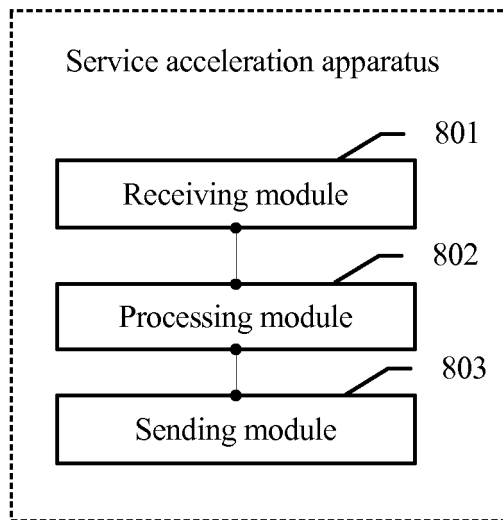 Service acceleration apparatus
801
Receiving module
802
Processing module
803
Sending module